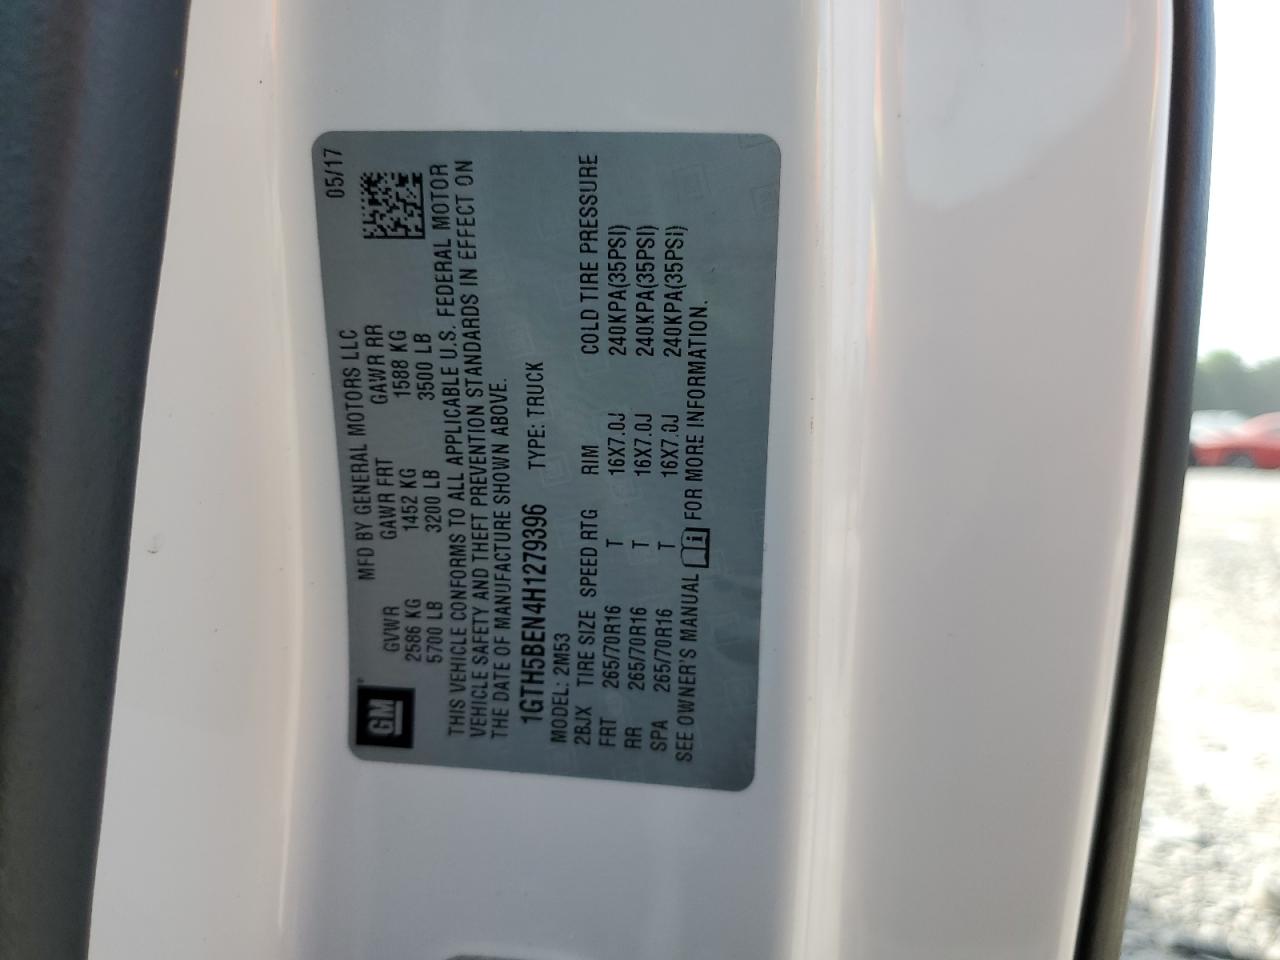 GM
MFD BY GENERAL MOTORS LLC 05/17
GVWR GAWR FRT GAWR RR
2586 KG 1452 KG 1588 KG
5700 LB 3200 LB 3500 LB
THIS VEHICLE CONFORMS TO ALL APPLICABLE U.S. FEDERAL MOTOR
VEHICLE SAFETY AND THEFT PREVENTION STANDARDS IN EFFECT ON
THE DATE OF MANUFACTURE SHOWN ABOVE.
1GTH5BEN4H1279396 TYPE: TRUCK
MODEL: 2M53
2BJX TIRE SIZE SPEED RTG RIM COLD TIRE PRESSURE
FRT 265/70R16 T 16X7.0J 240KPA(35PSI)
RR 265/70R16 T 16X7.0J 240KPA(35PSI)
SPA 265/70R16 T 16X7.0J 240KPA(35PSI)
SEE OWNER'S MANUAL i FOR MORE INFORMATION.